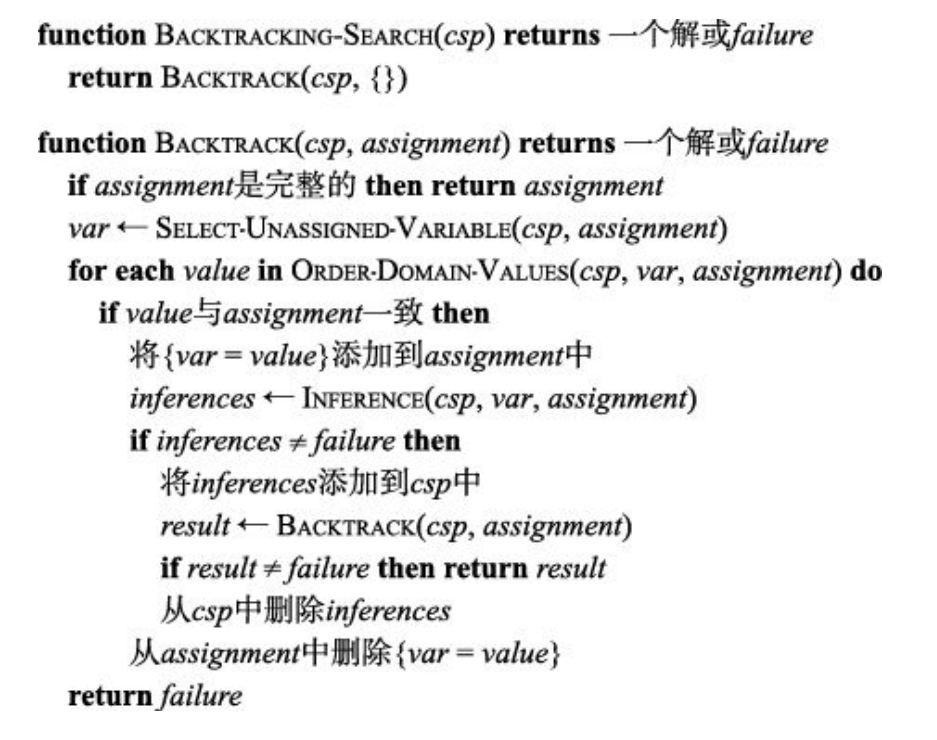 function BACKTRACKING-SEARCH(csp) returns 一个解或failure
return BACKTRACK(csp, {})
function BACKTRACK(csp, assignment) returns 一个解或failure
if assignment是完整的 then return assignment
var ← SELECT-UNASSIGNED-VARIABLE(csp, assignment)
for each value in ORDER-DOMAIN-VALUES(csp, var, assignment) do
if value与assignment一致 then
将{var = value}添加到assignment中
inferences ← INFERENCE(csp, var, assignment)
if inferences ≠ failure then
将inferences添加到csp中
result ← BACKTRACK(csp, assignment)
if result ≠ failure then return result
从csp中删除inferences
从assignment中删除{var = value}
return failure